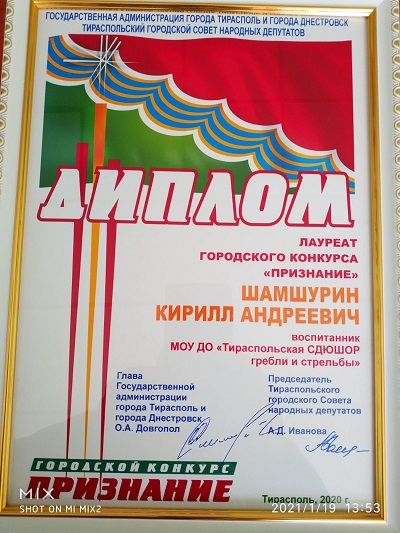 ГОСУДАРСТВЕННАЯ АДМИНИСТРАЦИЯ ГОРОДА ТИРАСПОЛЬ И ГОРОДА ДНЕСТРОВСК
ТИРАСПОЛЬСКИЙ ГОРОДСКОЙ СОВЕТ НАРОДНЫХ ДЕПУТАТОВ
ДИПЛОМ
ЛАУРЕАТ
ГОРОДСКОГО КОНКУРСА
«ПРИЗНАНИЕ»
ШАМШУРИН
КИРИЛЛ АНДРЕЕВИЧ
воспитанник
МОУ ДО «Тираспольская СДЮШОР
гребли и стрельбы»
Глава
Государственной
администрации
города Тирасполь и
города Днестровск
О.А. Довгопол
Председатель
Тираспольского
городского Совета
народных депутатов
А.Д. Иванова
ГОРОДСКОЙ КОНКУРС
ПРИЗНАНИЕ
Тирасполь, 2020 г.
MIX
SHOT ON MI MIX2
2021/1/19 13:53